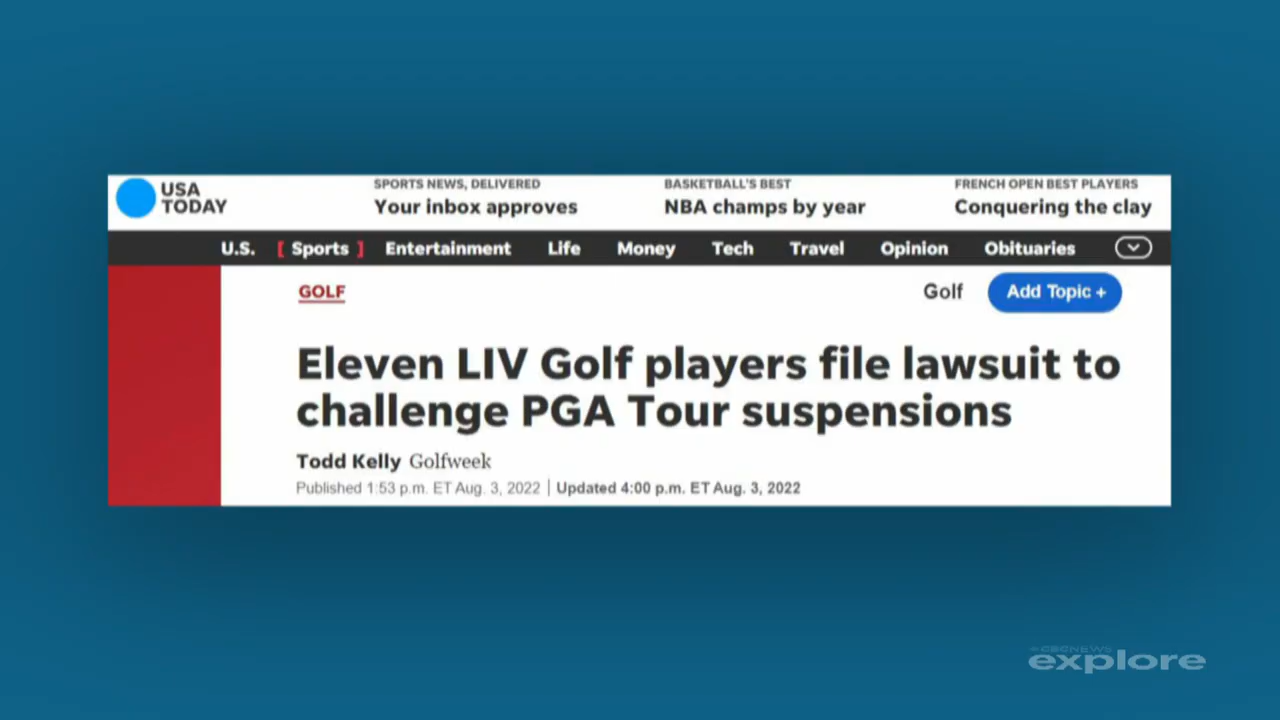 USA
TODAY
SPORTS NEWS, DELIVERED
Your inbox approves
BASKETBALL'S BEST
NBA champs by year
FRENCH OPEN BEST PLAYERS
Conquering the clay
U.S. [ Sports ] Entertainment Life Money Tech Travel Opinion Obituaries
GOLF
Golf Add Topic +
Eleven LIV Golf players file lawsuit to
challenge PGA Tour suspensions
Todd Kelly Golfweek
Published 1:53 p.m. ET Aug. 3, 2022 | Updated 4:00 p.m. ET Aug. 3, 2022
CBC NEWS
explore